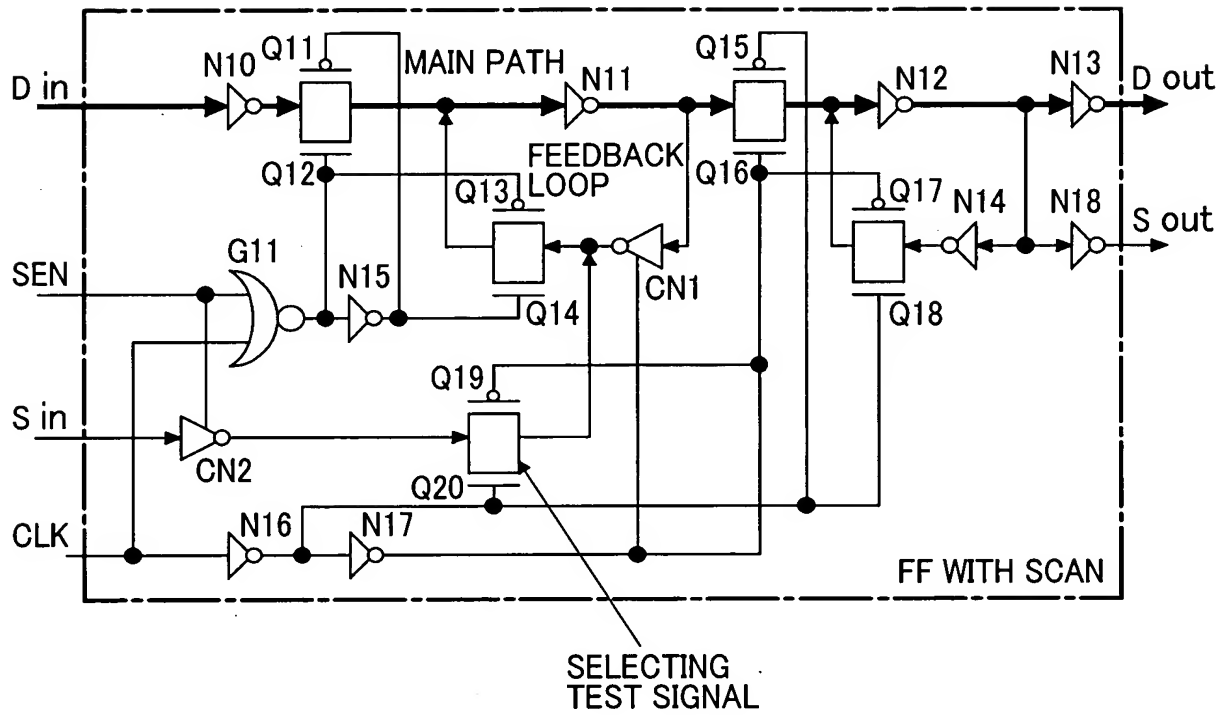 Q11
MAIN PATH
Q15
N10
N11
N12
N13
D in
D out
Q12
FEEDBACK
LOOP
Q13
Q16
Q17
N14
N18
S out
G11
SEN
N15
Q14
CN1
Q18
Q19
S in
CN2
Q20
CLK
N16
N17
FF WITH SCAN
SELECTING
TEST SIGNAL